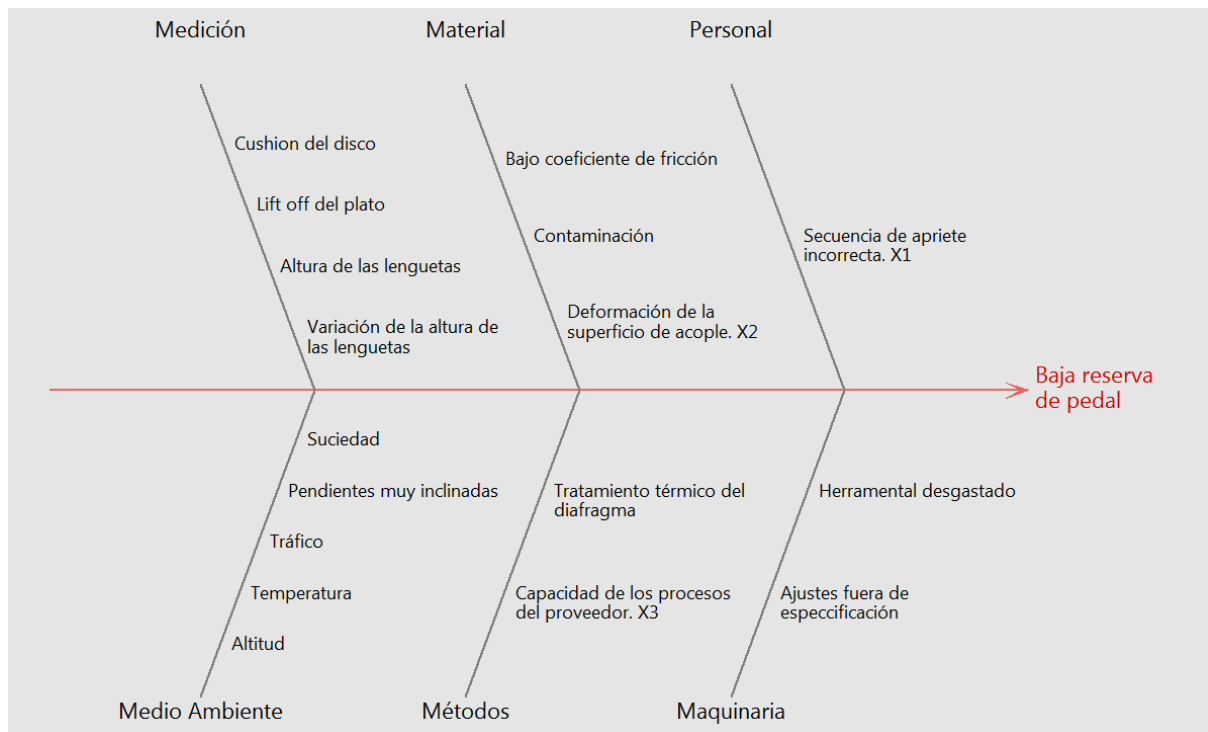 Medición
Material
Personal
Cushion del disco
Lift off del plato
Altura de las lenguetas
Variación de la altura de
las lenguetas
Bajo coeficiente de fricción
Contaminación
Deformación de la
superficio de acople. X2
Secuencia de apriete
incorrecta. X1
Baja reserva
de pedal
Suciedad
Pendientes muy inclinadas
Tráfico
Temperatura
Altitud
Tratamiento térmico del
diafragma
Capacidad de los procesos
del proveedor. X3
Herramental desgastado
Ajustes fuera de
especcificación
Medio Ambiente
Métodos
Maquinaria